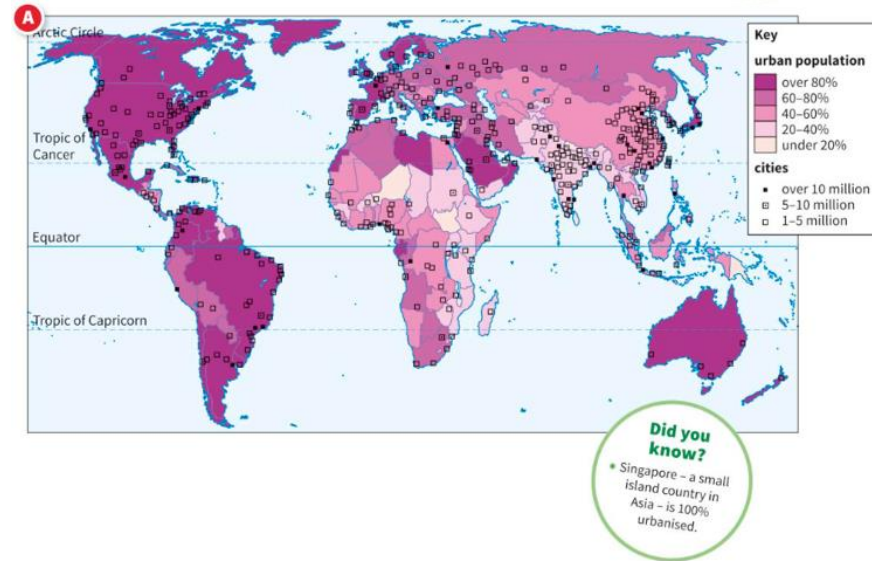 A
Arctic Circle
Tropic of
Cancer
Equator
Tropic of Capricorn
Key
urban population
over 80%
60–80%
40–60%
20–40%
under 20%
cities
over 10 million
5–10 million
1–5 million
Did you
know?
• Singapore – a small
island country in
Asia – is 100%
urbanised.